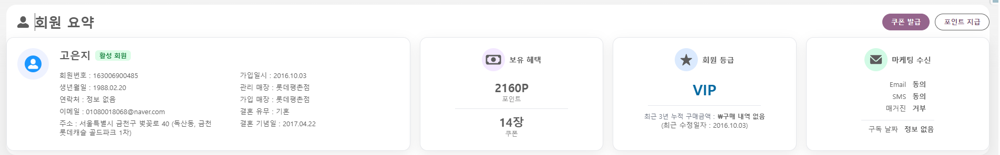 회원 요약
쿠폰 발급
포인트 지급
고은지 활성 회원
회원번호 : 163006900485
생년월일 : 1988.02.20
연락처 : 정보 없음
이메일 : 01080018068@naver.com
주소 : 서울특별시 금천구 벚꽃로 40 (독산동, 금천
롯데캐슬 골드파크 1차)
가입일시 : 2016.10.03
관리 매장 : 롯데평촌점
가입 매장 : 롯데평촌점
결혼 유무 : 기혼
결혼 기념일 : 2017.04.22
보유 혜택
2160P
포인트
14장
쿠폰
회원 등급
VIP
최근 3년 누적 구매금액 : ₩구매 내역 없음
(최근 수정일자 : 2016.10.03)
마케팅 수신
Email 동의
SMS 동의
매거진 거부
구독 날짜 정보 없음